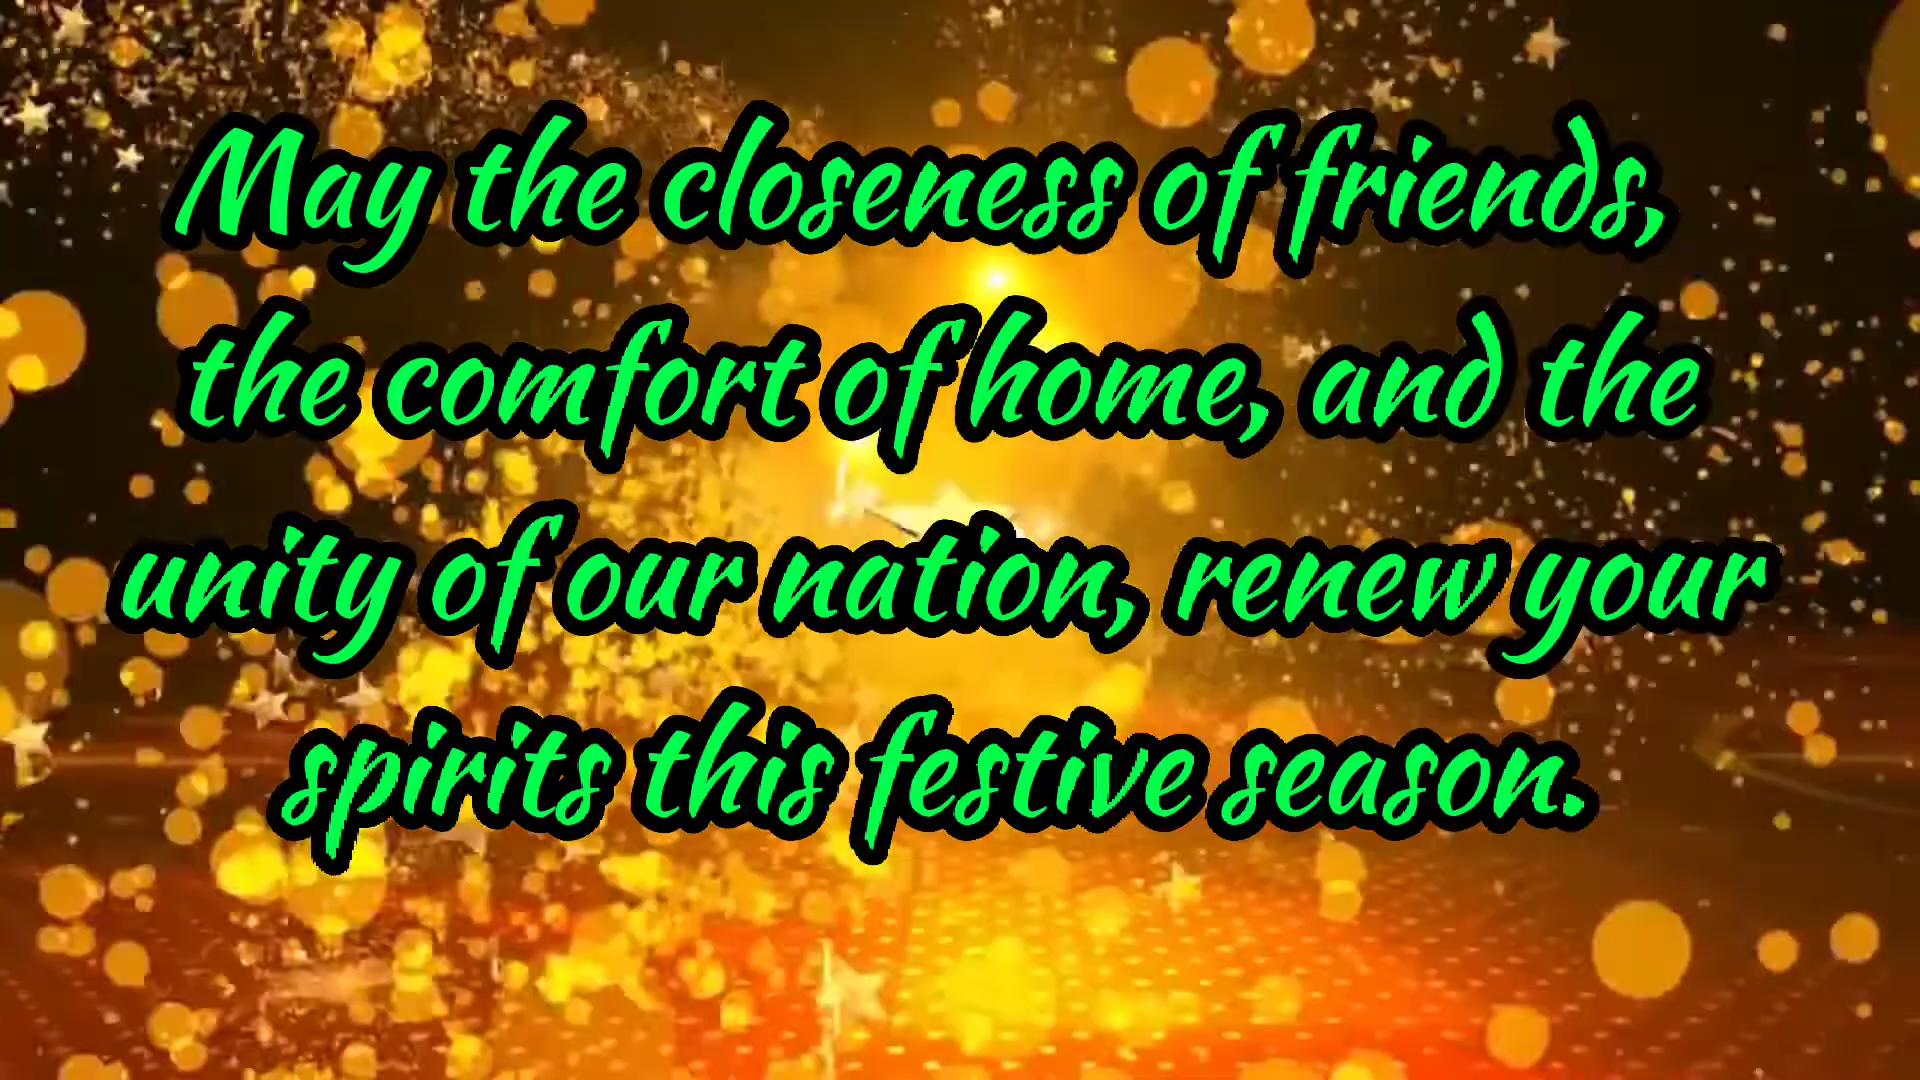 May the closeness of friends,
the comfort of home, and the
unity of our nation, renew your
spirits this festive season.